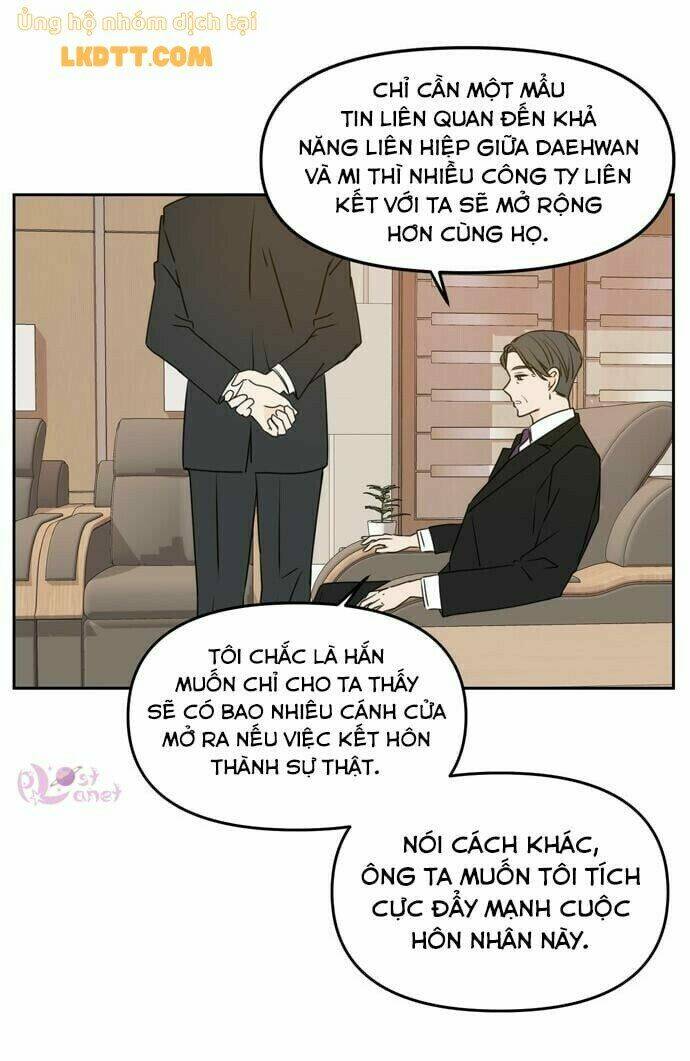 Ủng hộ nhóm dịch tại
LKDTT.COM
CHỈ CẦN MỘT MẨU
TIN LIÊN QUAN ĐẾN KHẢ
NĂNG LIÊN HIỆP GIỮA DAEHWAN
VÀ MI THÌ NHIỀU CÔNG TY LIÊN
KẾT VỚI TA SẼ MỞ RỘNG
HƠN CÙNG HỌ.
TÔI CHẮC LÀ HẮN
MUỐN CHỈ CHO TA THẤY
SẼ CÓ BAO NHIÊU CÁNH CỬA
MỞ RA NẾU VIỆC KẾT HÔN
THÀNH SỰ THẬT.
Lost
Planet
NÓI CÁCH KHÁC,
ÔNG TA MUỐN TÔI TÍCH
CỰC ĐẨY MẠNH CUỘC
HÔN NHÂN NÀY.